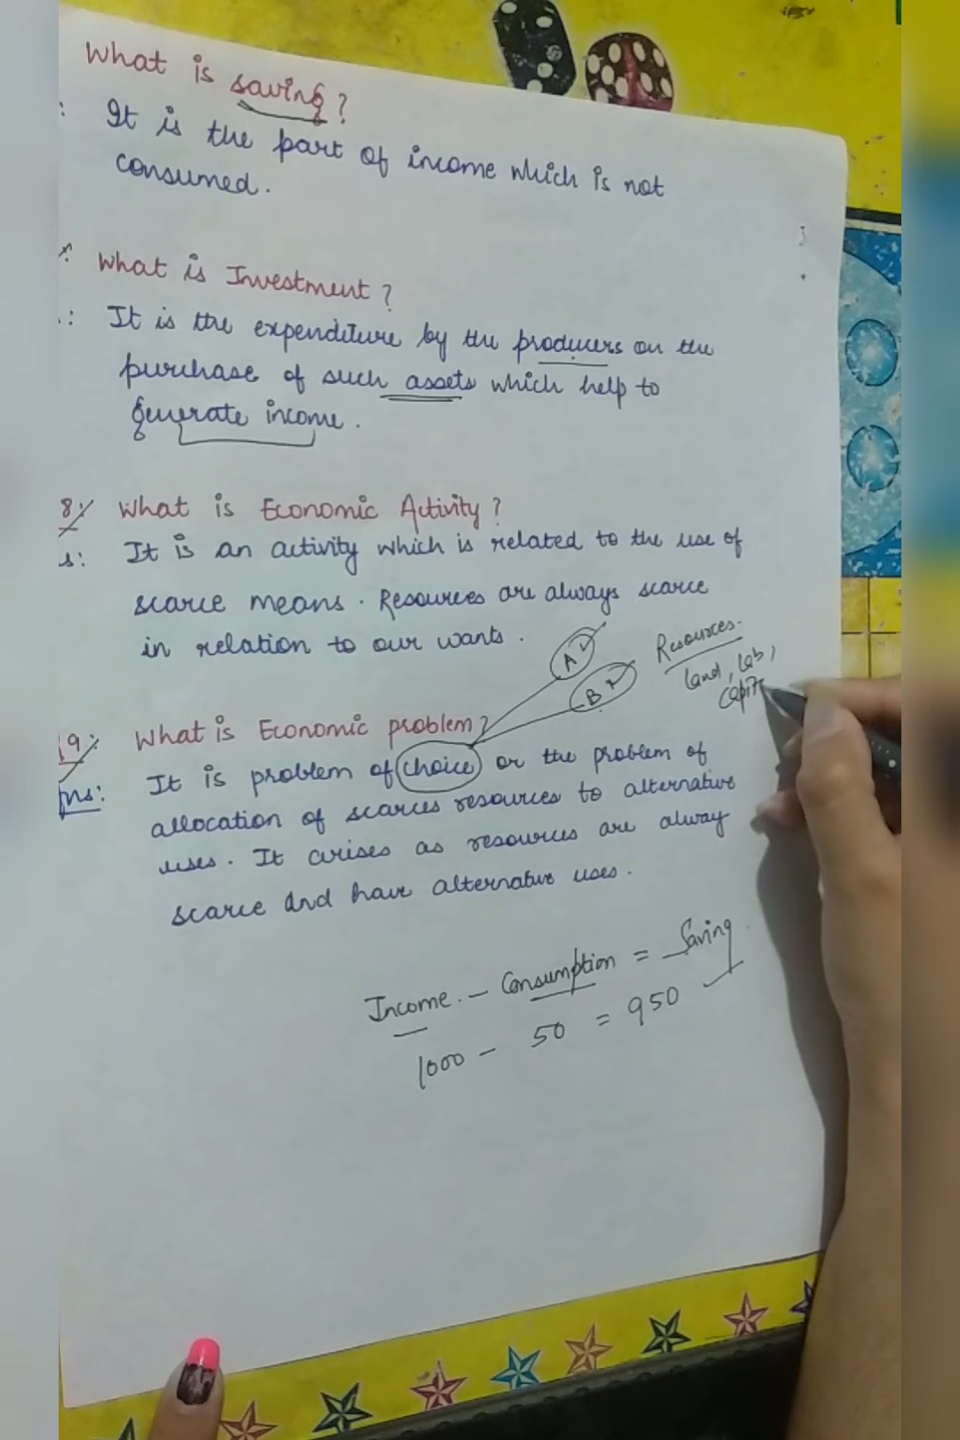 What is saving?
: It is the part of income which is not
consumed.
What is Investment?
.: It is the expenditure by the producers on the
purchase of such assets which help to
generate income.
8: What is Economic Activity?
s: It is an activity which is related to the use of
scarce means. Resources are always scarce
in relation to our wants.
A
B
Resources.
Land, Lab,
capit
19: What is Economic problem?
Ans: It is problem of choice or the problem of
allocation of scarces resources to alternative
uses. It arises as resources are alway
scarce and have alternative uses.
Income. - Consumption = Saving.
1000 - 50 = 950